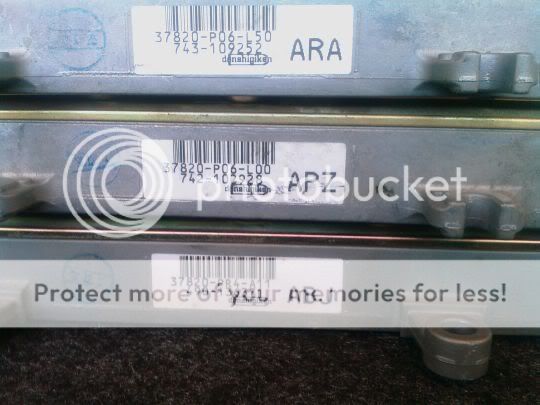 37820-P06-L50
743-109252
denshigiken
ARA
37820-P06-L00
denshigiken
APZ
photobucket
Protect more of your memories for less!